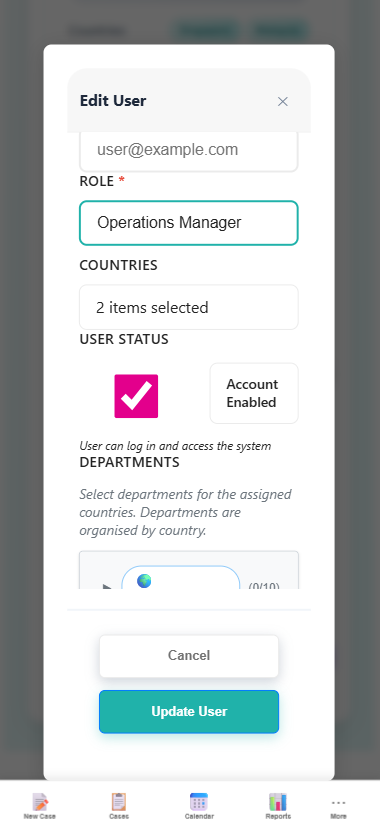 Edit User
user@example.com
ROLE *
Operations Manager
COUNTRIES
2 items selected
USER STATUS
Account
Enabled
User can log in and access the system
DEPARTMENTS
Select departments for the assigned
countries. Departments are
organised by country.
(0/10)
Cancel
Update User
New Case
Cases
Calendar
Reports
More